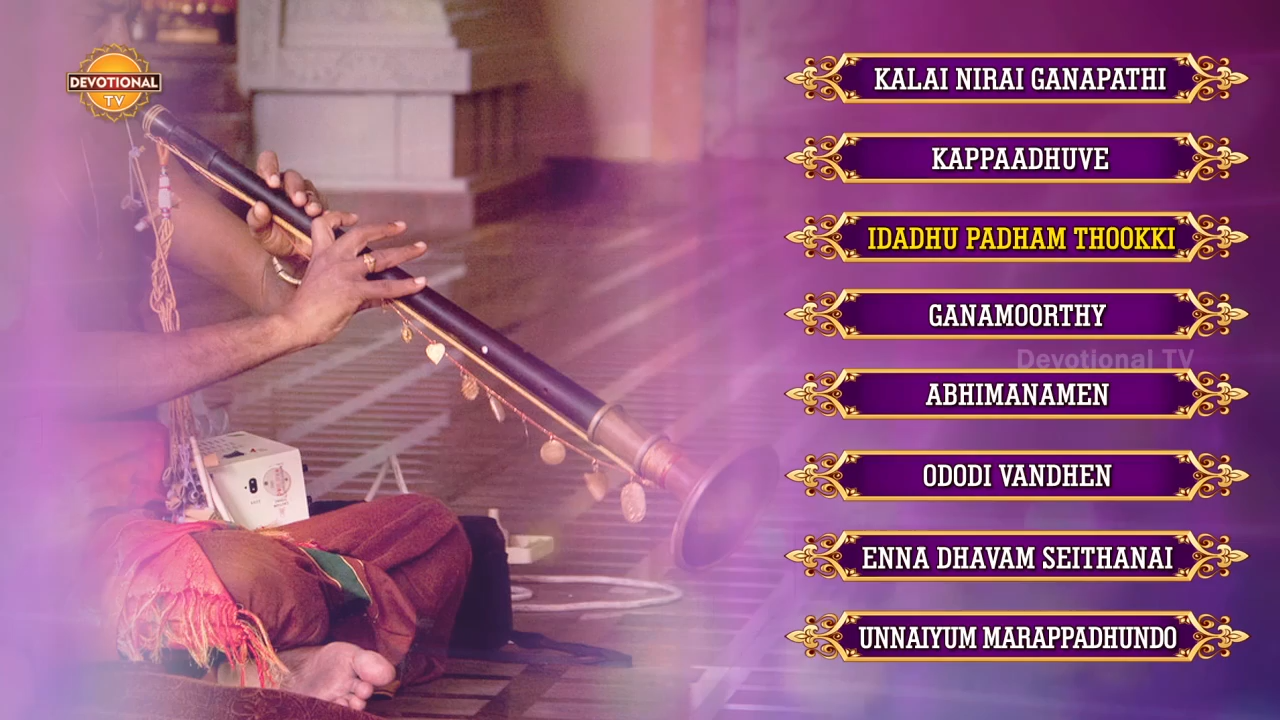 DEVOTIONAL
TV
KALAI NIRAI GANAPATHI
KAPPAADHUVE
IDADHU PADHAM THOOKKI
GANAMOORTHY
Devotional TV
ABHIMANAMEN
ODODI VANDHEN
ENNA DHAVAM SEITHANAI
UNNAIYUM MARAPPADHUNDO